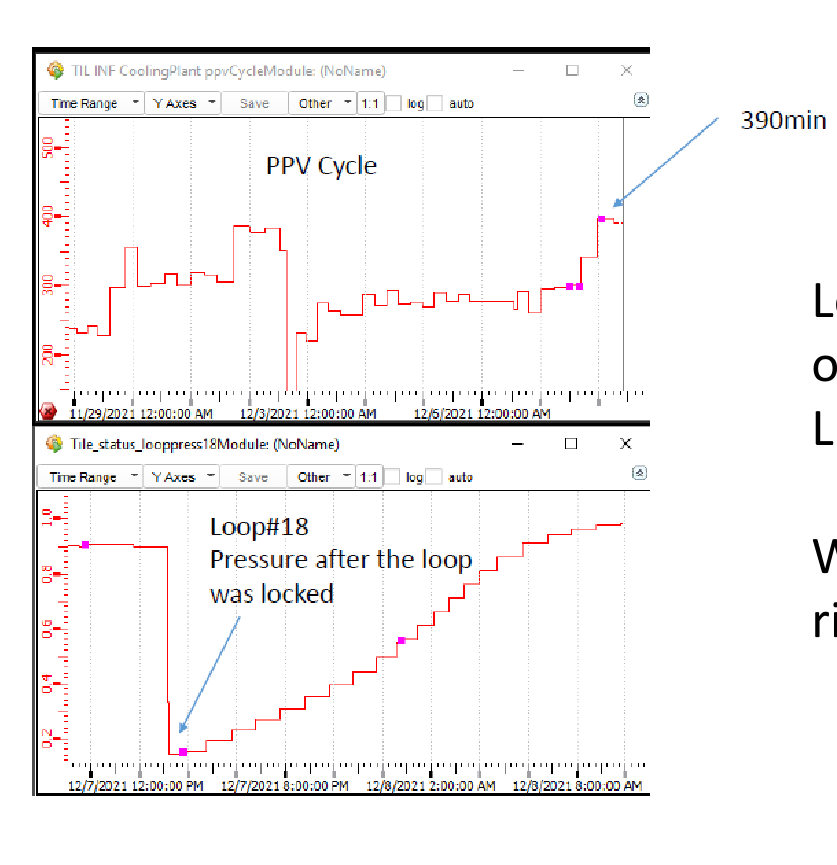 TIL INF CoolingPlant ppvCycleModule: (NoName)
Time Range Y Axes Save Other 1:1 log auto
390min
500
PPV Cycle
400
300
200
11/29/2021 12:00:00 AM 12/3/2021 12:00:00 AM 12/6/2021 12:00:00 AM
Tile_status_looppress18Module: (NoName)
Time Range Y Axes Save Other 1:1 log auto
1.0
Loop#18
Pressure after the loop
was locked
0.8
0.6
0.4
0.2
12/7/2021 12:00:00 PM 12/7/2021 8:00:00 PM 12/8/2021 2:00:00 AM 12/8/2021 8:00:00 AM